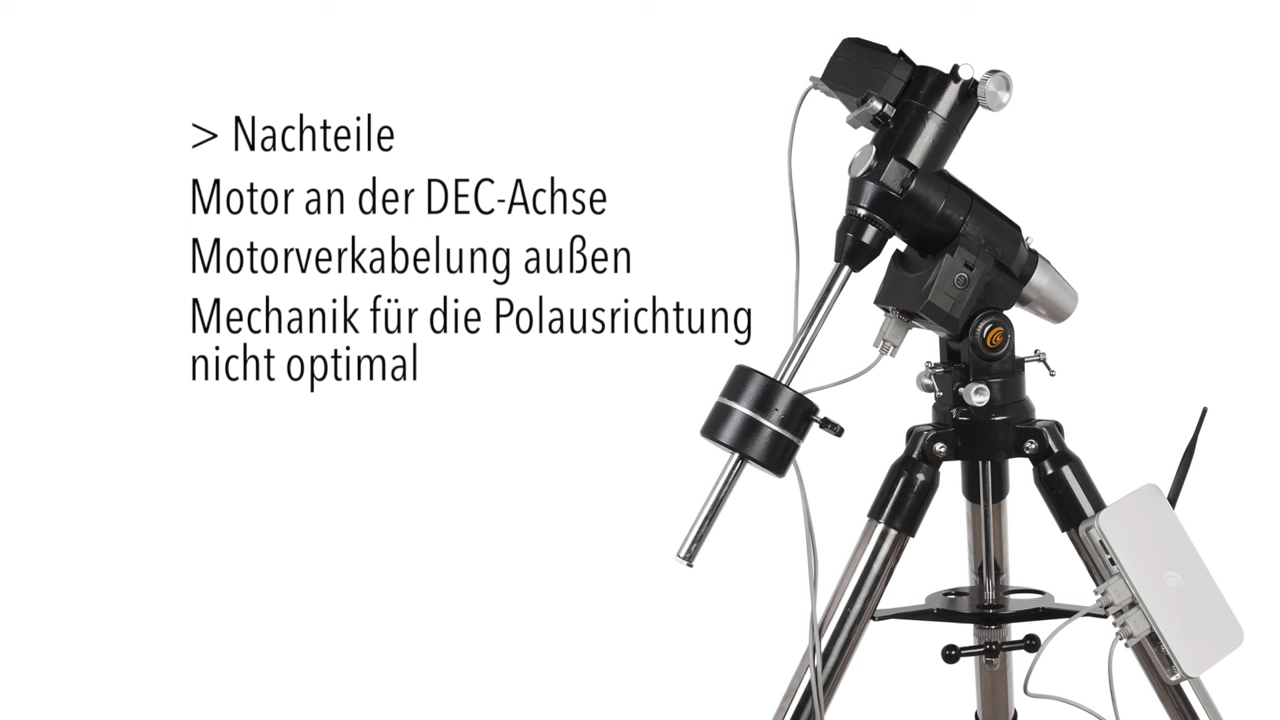 > Nachteile
Motor an der DEC-Achse
Motorverkabelung außen
Mechanik für die Polausrichtung
nicht optimal